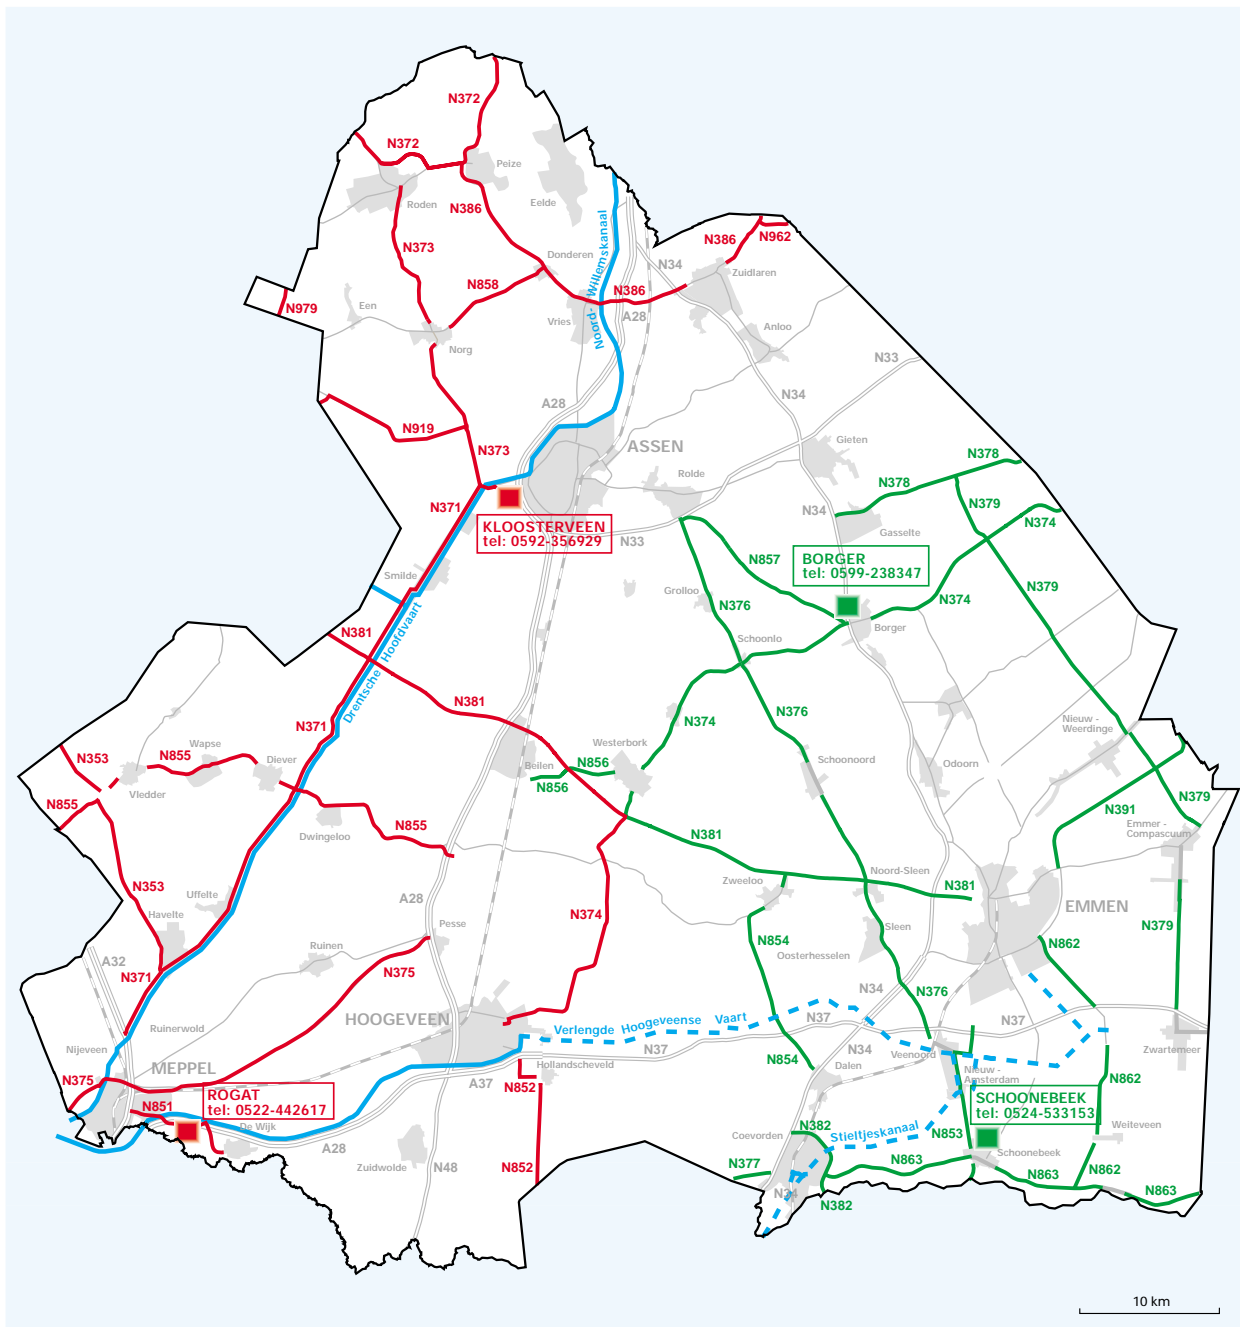 N372
N372
Peize
Roden
Eelde
N386
N373
Donderen
N858
Noord-Willemskanaal
N386
N962
Zuidlaren
N34
N386
A28
N979
Een
Vries
Anloo
Norg
N33
N34
A28
N919
N373
ASSEN
Gieten
Rolde
N378
N378
N371
N34
N379
N374
Gasselte
KLOOSTERVEEN
tel: 0592-356929
N33
BORGER
tel: 0599-238347
N857
Smilde
Grolloo
N376
N374
N379
Drentsche Hoofdvaart
N381
Borger
Schoonlo
N381
N371
N374
N376
Nieuw -
Weerdinge
Wapse
N353
N855
Diever
Westerbork
N856
Beilen
N856
Schoonoord
Odoorn
Vledder
N855
N391
N379
Dwingeloo
N855
N381
Emmer -
Compascuum
Zweeloo
Noord-Sleen
N381
N353
Uffelte
A28
Havelte
N374
EMMEN
Pesse
Sleen
N379
N854
N862
Ruinen
Oosterhesselen
A32
N371
N375
N34
N376
Ruinerwold
HOOGEVEEN
Verlengde Hoogeveense Vaart
N37
N37
Nijeveen
N37
N34
Veenoord
Zwartemeer
MEPPEL
Hollandscheveld
N854
Dalen
N375
A37
N852
Nieuw -
Amsterdam
N862
ROGAT
tel: 0522-442617
SCHOONEBEEK
tel: 0524-533153
N851
De Wijk
N382
Stieltjeskanaal
N853
Weiteveen
Coevorden
A28
Schoonebeek
Zuidwolde
N48
N852
N377
N863
N863
N862
N863
N34
N382
10 km